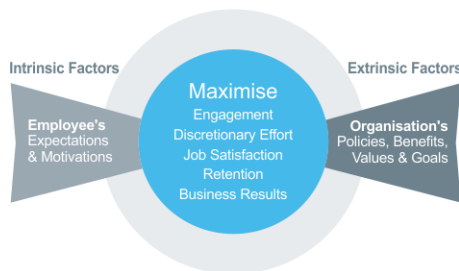 Intrinsic Factors
Extrinsic Factors
Employee's
Expectations
& Motivations
Maximise
Engagement
Discretionary Effort
Job Satisfaction
Retention
Business Results
Organisation's
Policies, Benefits,
Values & Goals